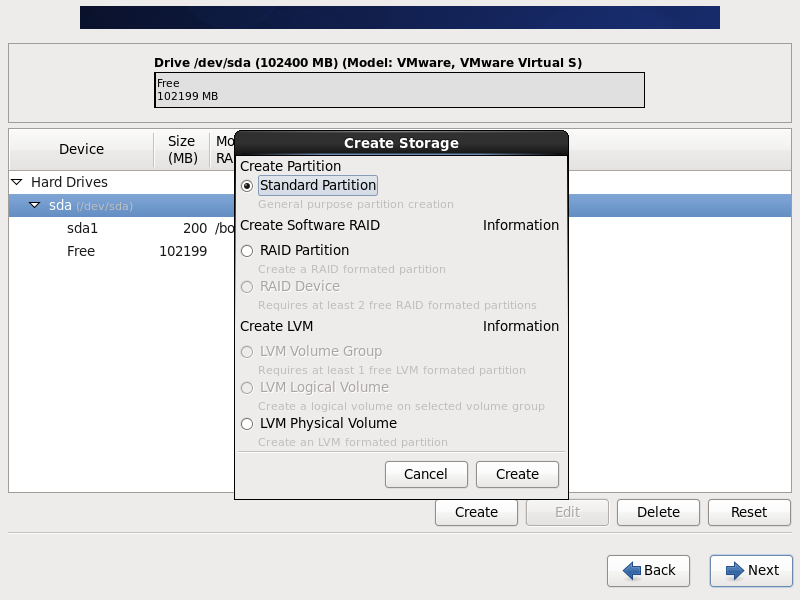 Drive /dev/sda (102400 MB) (Model: VMware, VMware Virtual S)
Free
102199 MB
Device
Size
(MB)
Mo
RA
Hard Drives
sda (/dev/sda)
sda1 200 /bo
Free 102199
Create Storage
Create Partition
Standard Partition
General purpose partition creation
Create Software RAID Information
RAID Partition
Create a RAID formated partition
RAID Device
Requires at least 2 free RAID formated partitions
Create LVM Information
LVM Volume Group
Requires at least 1 free LVM formated partition
LVM Logical Volume
Create a logical volume on selected volume group
LVM Physical Volume
Create an LVM formated partition
Cancel Create
Create Edit Delete Reset
Back Next